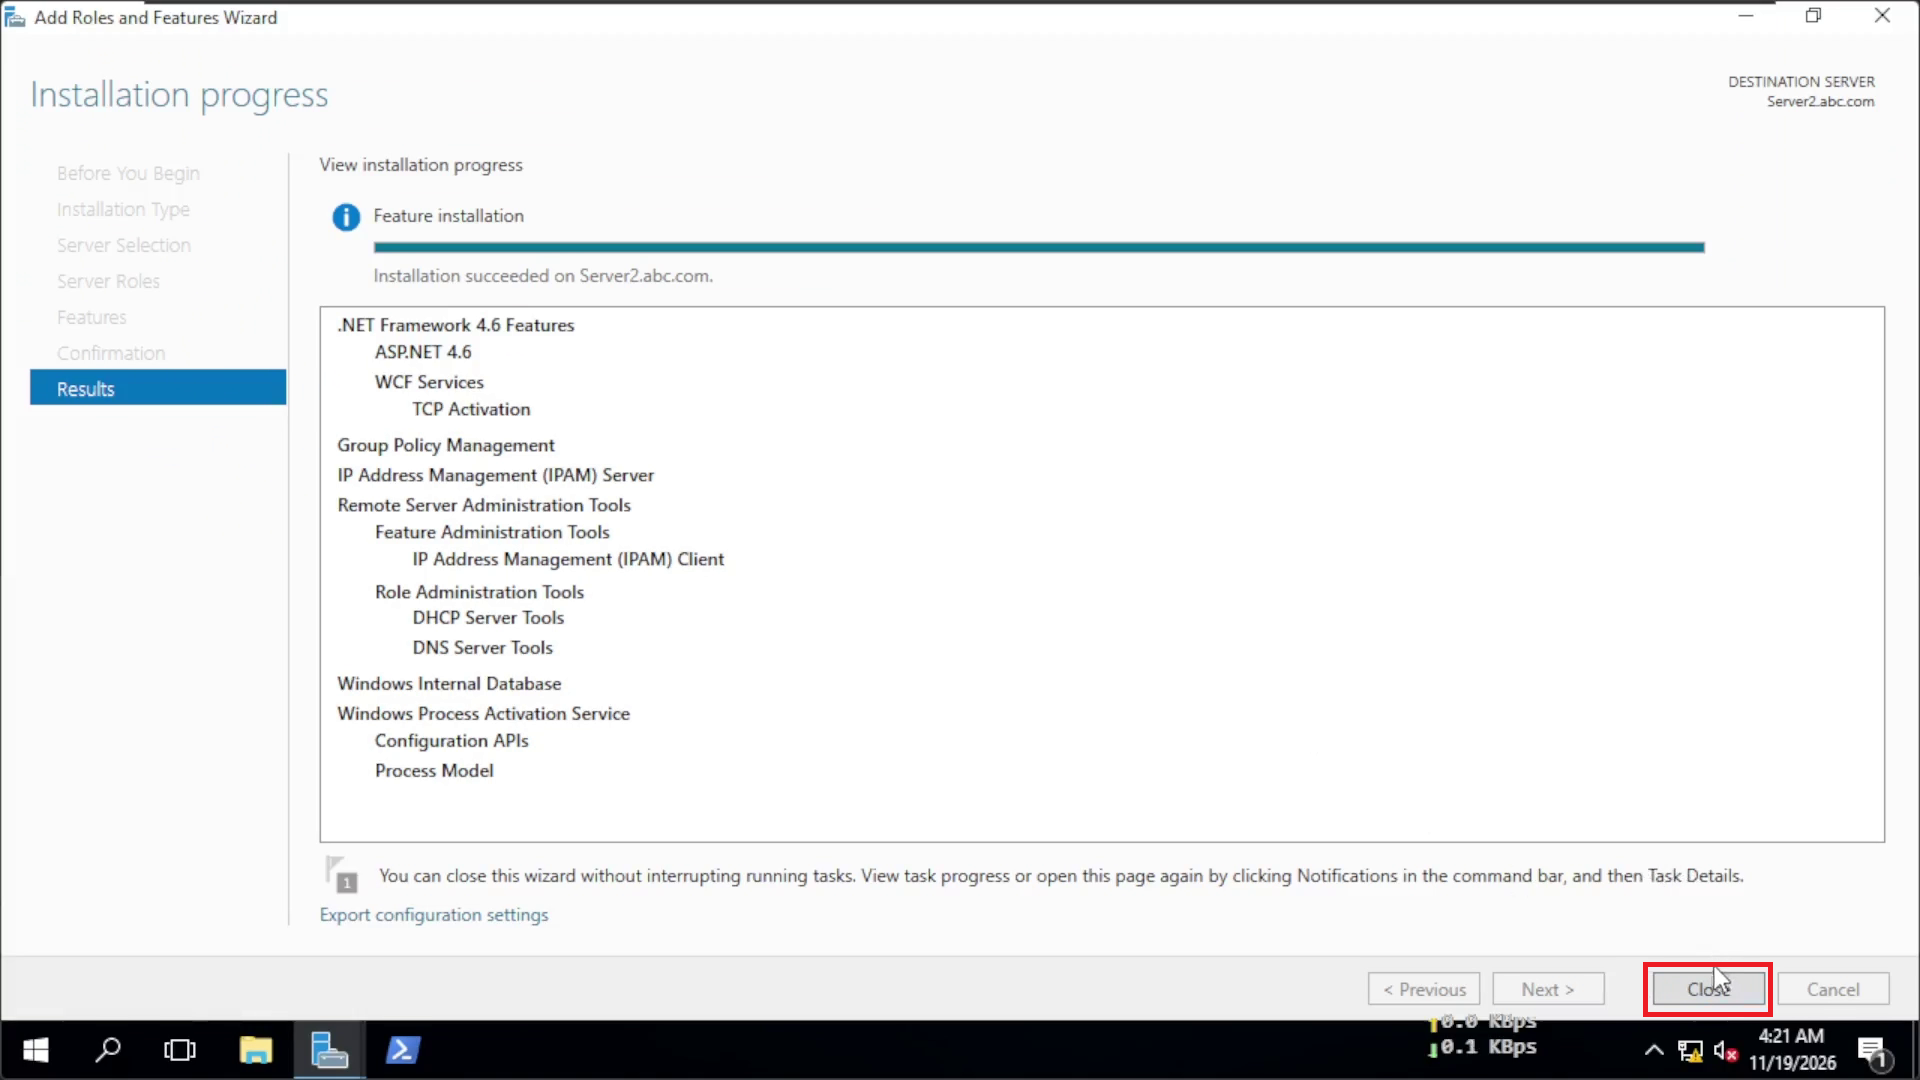 Add Roles and Features Wizard
Installation progress
DESTINATION SERVER
Server2.abc.com
Before You Begin
Installation Type
Server Selection
Server Roles
Features
Confirmation
Results
View installation progress
Feature installation
Installation succeeded on Server2.abc.com.
.NET Framework 4.6 Features
ASP.NET 4.6
WCF Services
TCP Activation
Group Policy Management
IP Address Management (IPAM) Server
Remote Server Administration Tools
Feature Administration Tools
IP Address Management (IPAM) Client
Role Administration Tools
DHCP Server Tools
DNS Server Tools
Windows Internal Database
Windows Process Activation Service
Configuration APIs
Process Model
1
You can close this wizard without interrupting running tasks. View task progress or open this page again by clicking Notifications in the command bar, and then Task Details.
Export configuration settings
< Previous
Next >
Close
Cancel
0.0 KBps
0.1 KBps
4:21 AM
11/19/2026
1